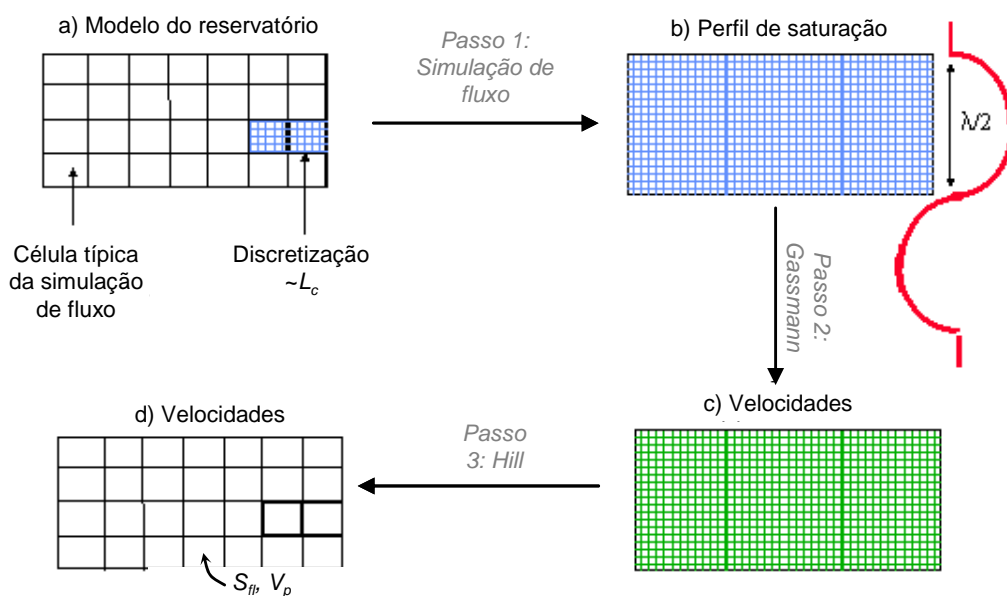 a) Modelo do reservatório
Passo 1:
Simulação de
fluxo
b) Perfil de saturação
λ/2
Célula típica
da simulação
de fluxo
Discretização
~Lc
Passo 2:
Gassmann
d) Velocidades
Passo
3: Hill
c) Velocidades
Sfl, Vp